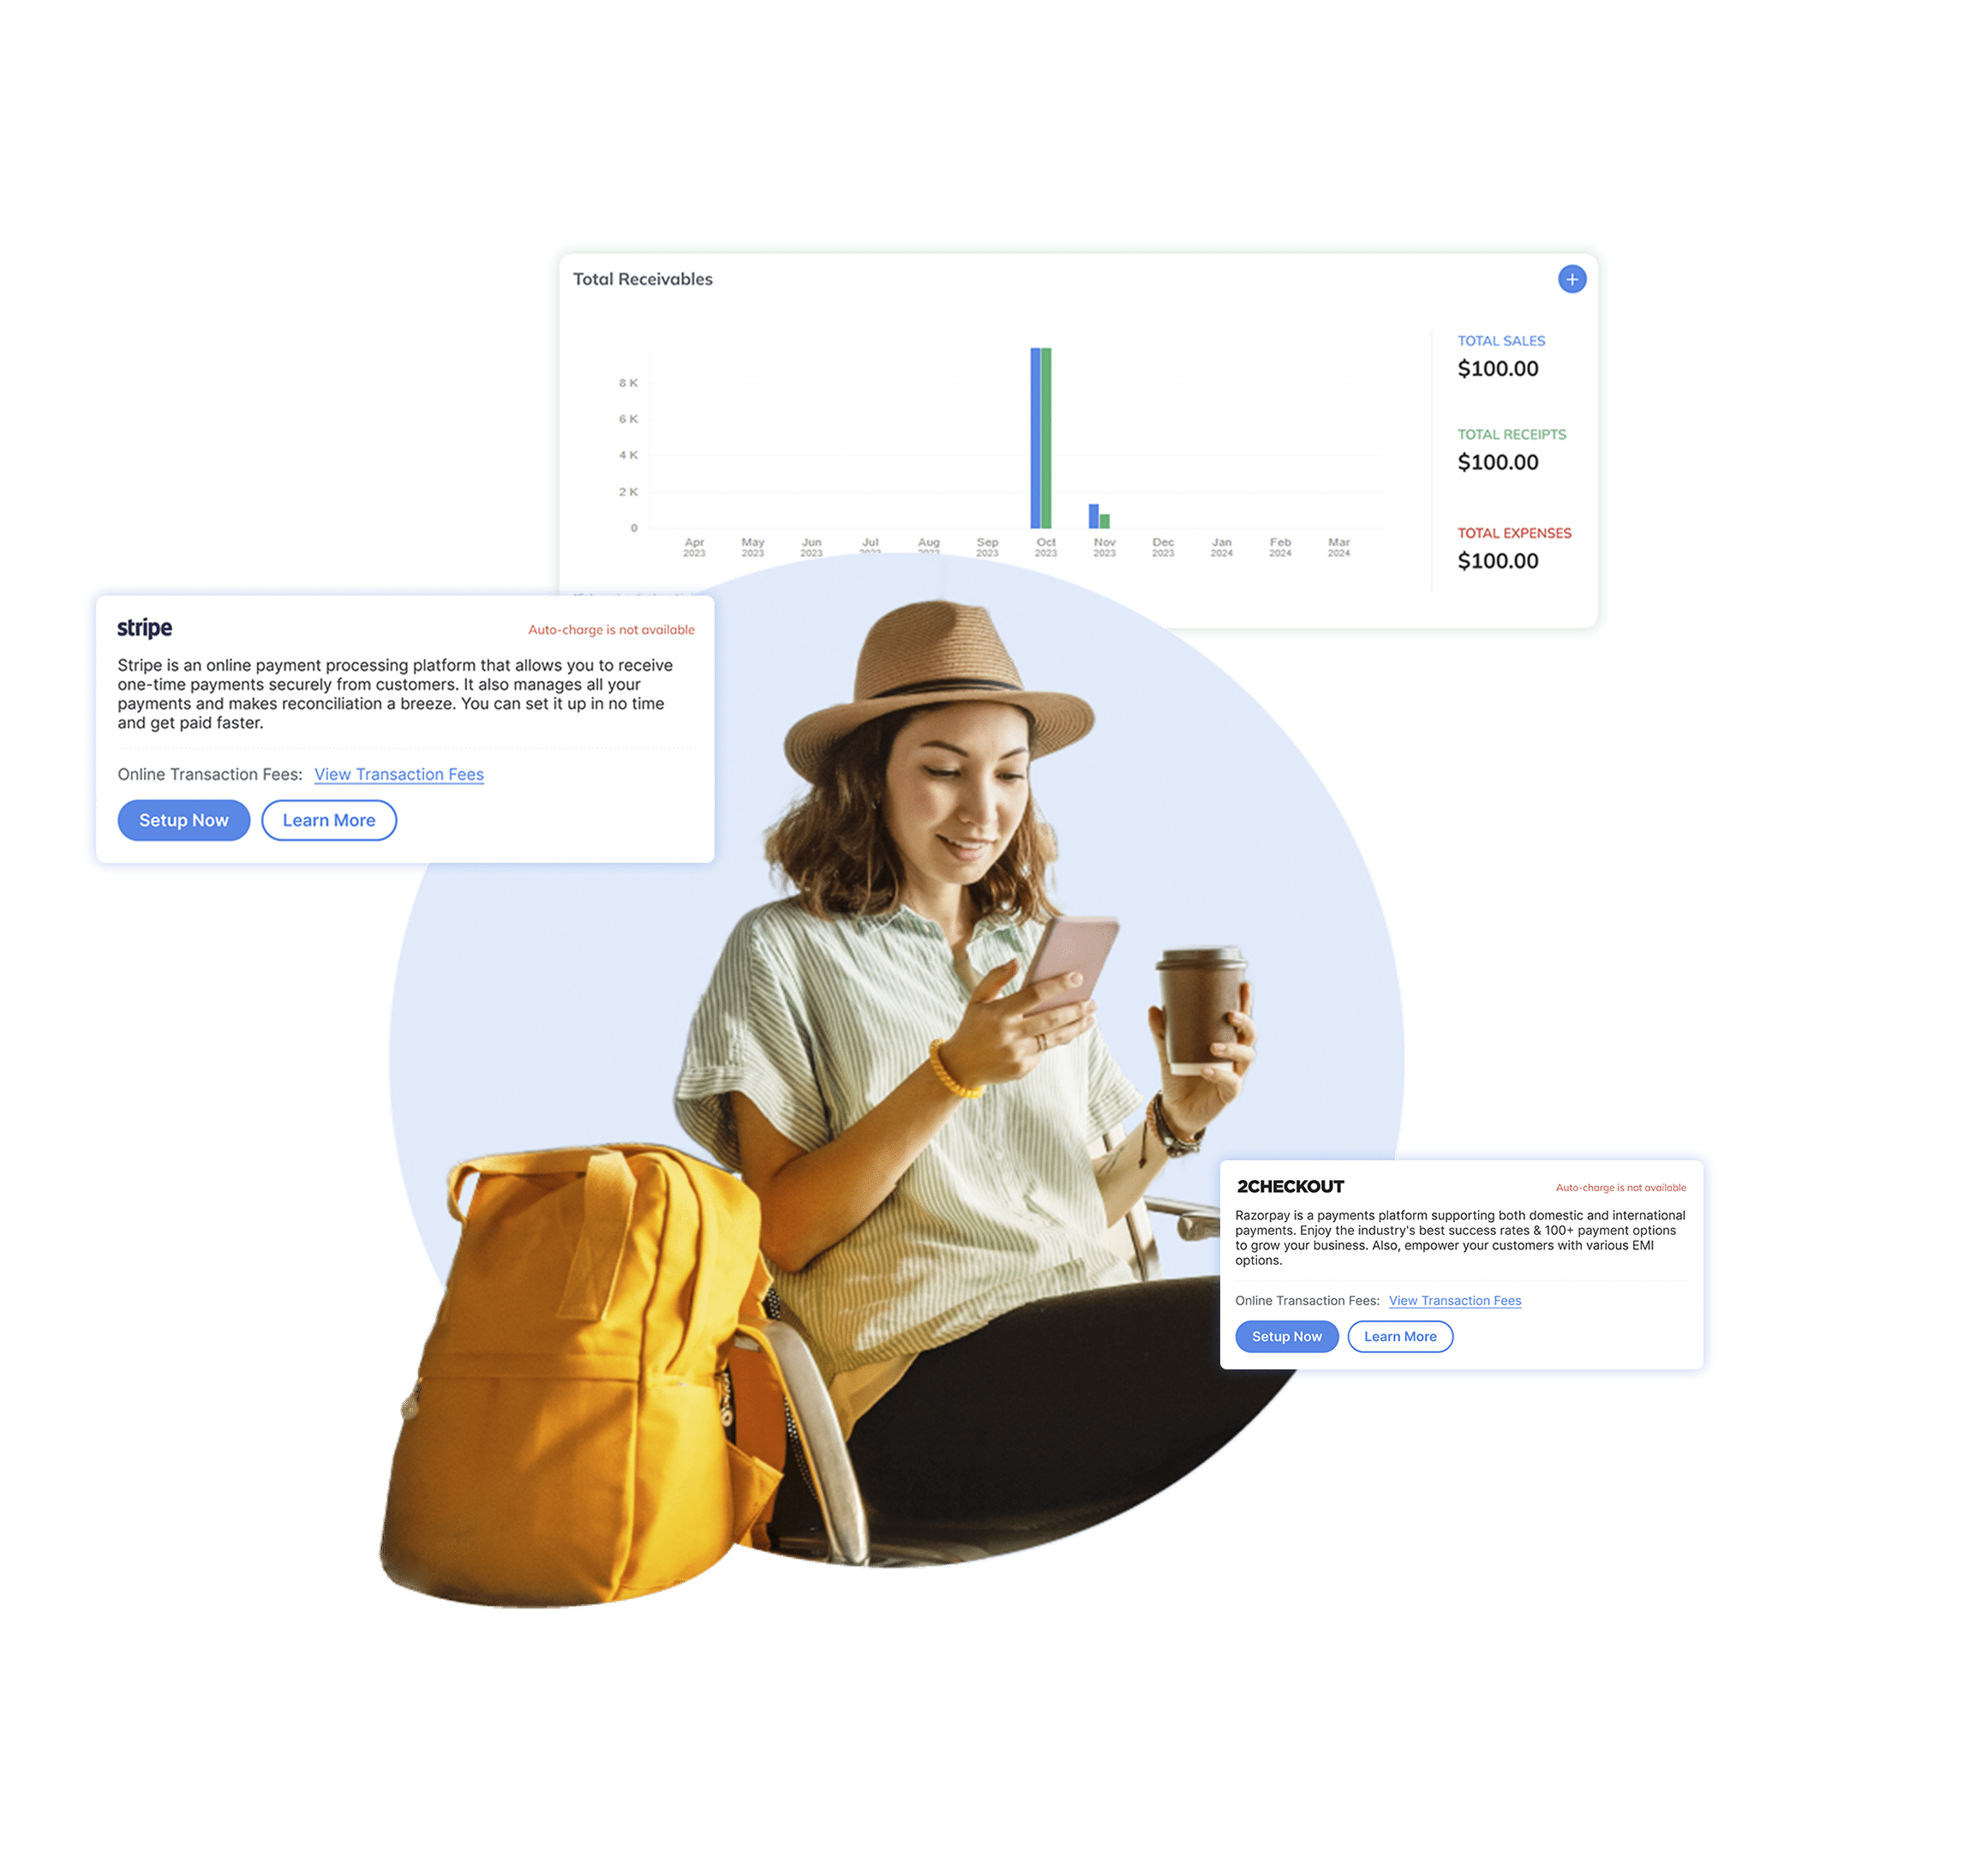 Total Receivables
+
TOTAL SALES
$100.00
8 K
6 K
TOTAL RECEIPTS
4 K
$100.00
2 K
0
TOTAL EXPENSES
$100.00
Apr May Jun Jul Aug Sep Oct Nov Dec Jan Feb Mar
2023 2023 2023 2023 2023 2023 2023 2023 2023 2024 2024 2024
stripe
Auto-charge is not available
Stripe is an online payment processing platform that allows you to receive
one-time payments securely from customers. It also manages all your
payments and makes reconciliation a breeze. You can set it up in no time
and get paid faster.
Online Transaction Fees: View Transaction Fees
Setup Now
Learn More
2CHECKOUT
Auto-charge is not available
Razorpay is a payments platform supporting both domestic and international
payments. Enjoy the industry's best success rates & 100+ payment options
to grow your business. Also, empower your customers with various EMI
options.
Online Transaction Fees: View Transaction Fees
Setup Now
Learn More